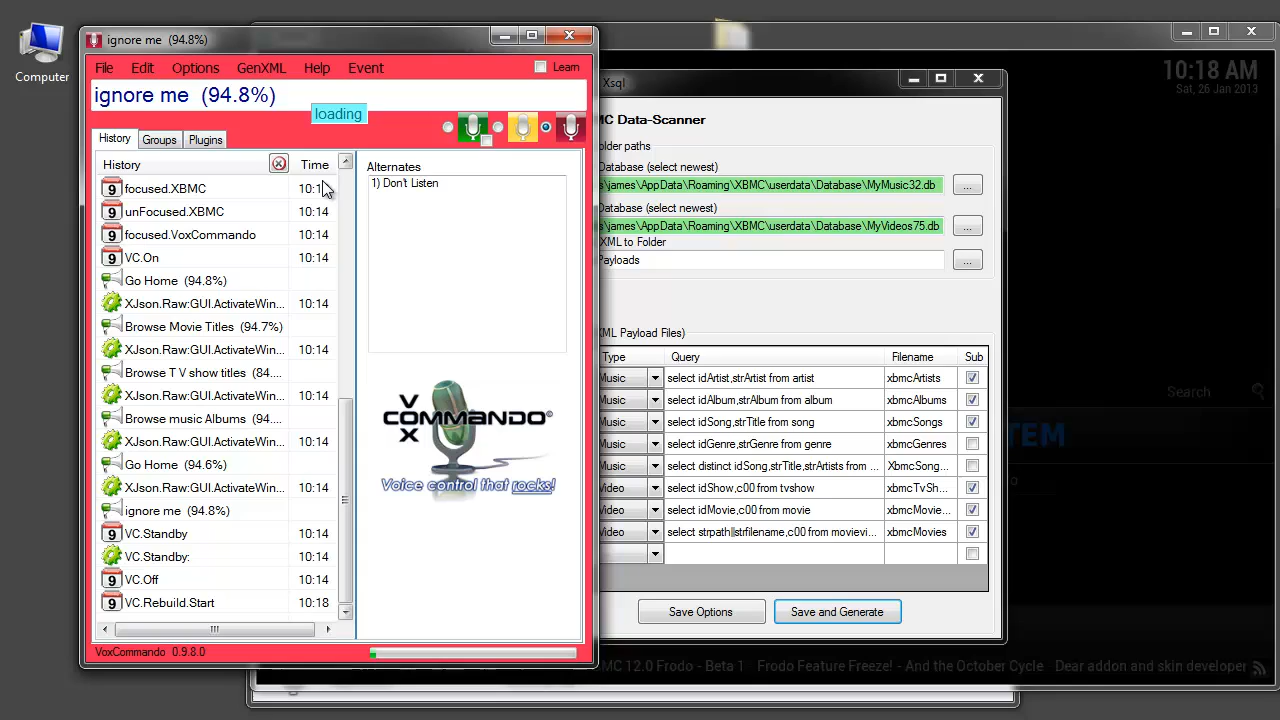 Computer
ignore me (94.8%)
File Edit Options GenXML Help Event Learn
ignore me (94.8%)
loading
History Groups Plugins
History Time
focused.XBMC
unFocused.XBMC 10:14
focused.VoxCommando 10:14
VC.On 10:14
Go Home (94.8%)
XJson.Raw:GUI.ActivateWin... 10:14
Browse Movie Titles (94.7%)
XJson.Raw:GUI.ActivateWin... 10:14
Browse T V show titles (84....
XJson.Raw:GUI.ActivateWin... 10:14
Browse music Albums (94....
XJson.Raw:GUI.ActivateWin... 10:14
Go Home (94.6%)
XJson.Raw:GUI.ActivateWin... 10:14
ignore me (94.8%)
VC.Standby 10:14
VC.Standby: 10:14
VC.Off 10:14
VC.Rebuild.Start 10:18
Alternates
1) Don't Listen
VOX COMMANDO®
Voice control that rocks!
VoxCommando 0.9.8.0
Xsql
MC Data-Scanner
older paths
Database (select newest)
s\james\AppData\Roaming\XBMC\userdata\Database\MyMusic32.db ...
Database (select newest)
s\james\AppData\Roaming\XBMC\userdata\Database\MyVideos75.db ...
XML to Folder
Payloads ...
XML Payload Files)
Type Query Filename Sub
Music select idArtist,strArtist from artist xbmcArtists
Music select idAlbum,strAlbum from album xbmcAlbums
Music select idSong,strTitle from song xbmcSongs
Music select idGenre,strGenre from genre xbmcGenres
Music select distinct idSong,strTitle,strArtists from ... XbmcSong...
Video select idShow,c00 from tvshow xbmcTvSh...
Video select idMovie,c00 from movie xbmcMovie...
Video select strpath||strfilename,c00 from movievi... xbmcMovies
Save Options Save and Generate
10:18 AM
Sat, 26 Jan 2013
Search
TEM
MC 12.0 Frodo - Beta 1 Frodo Feature Freeze! - And the October Cycle Dear addon and skin developer